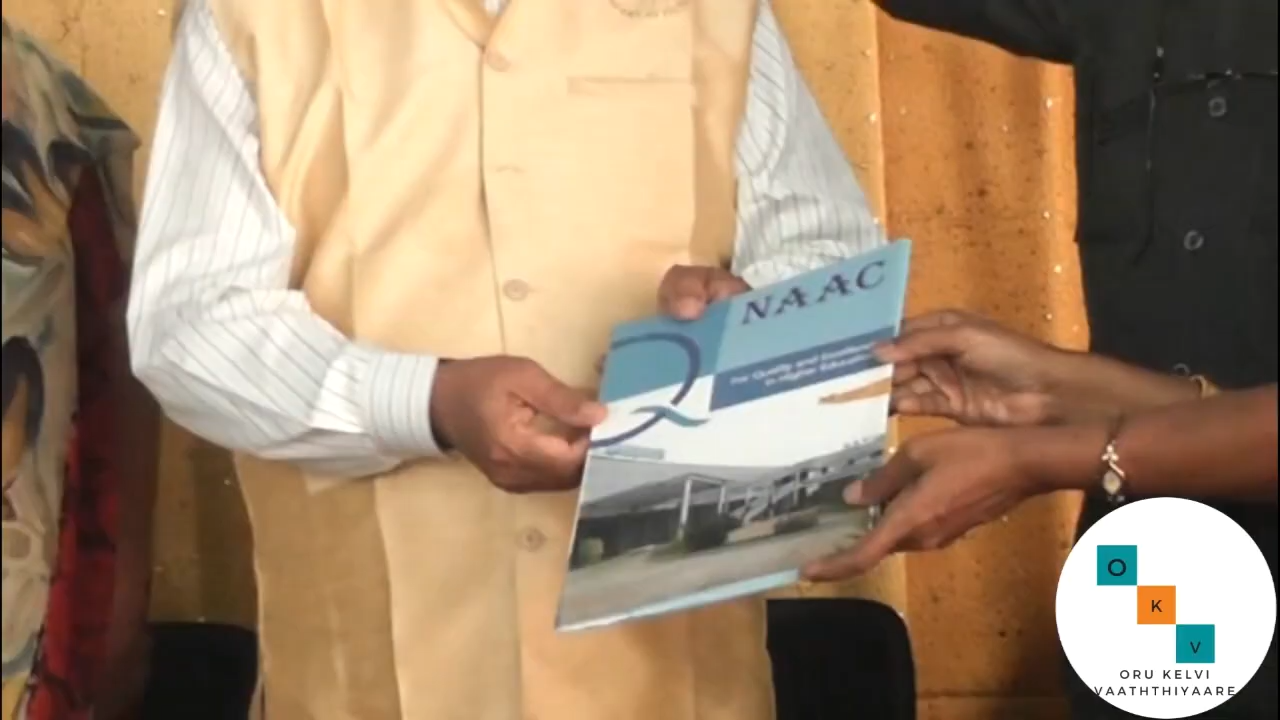 NAAC
For Quality and Excellence
in Higher Education
O
K
V
ORU KELVI
VAATHTHIYAARE